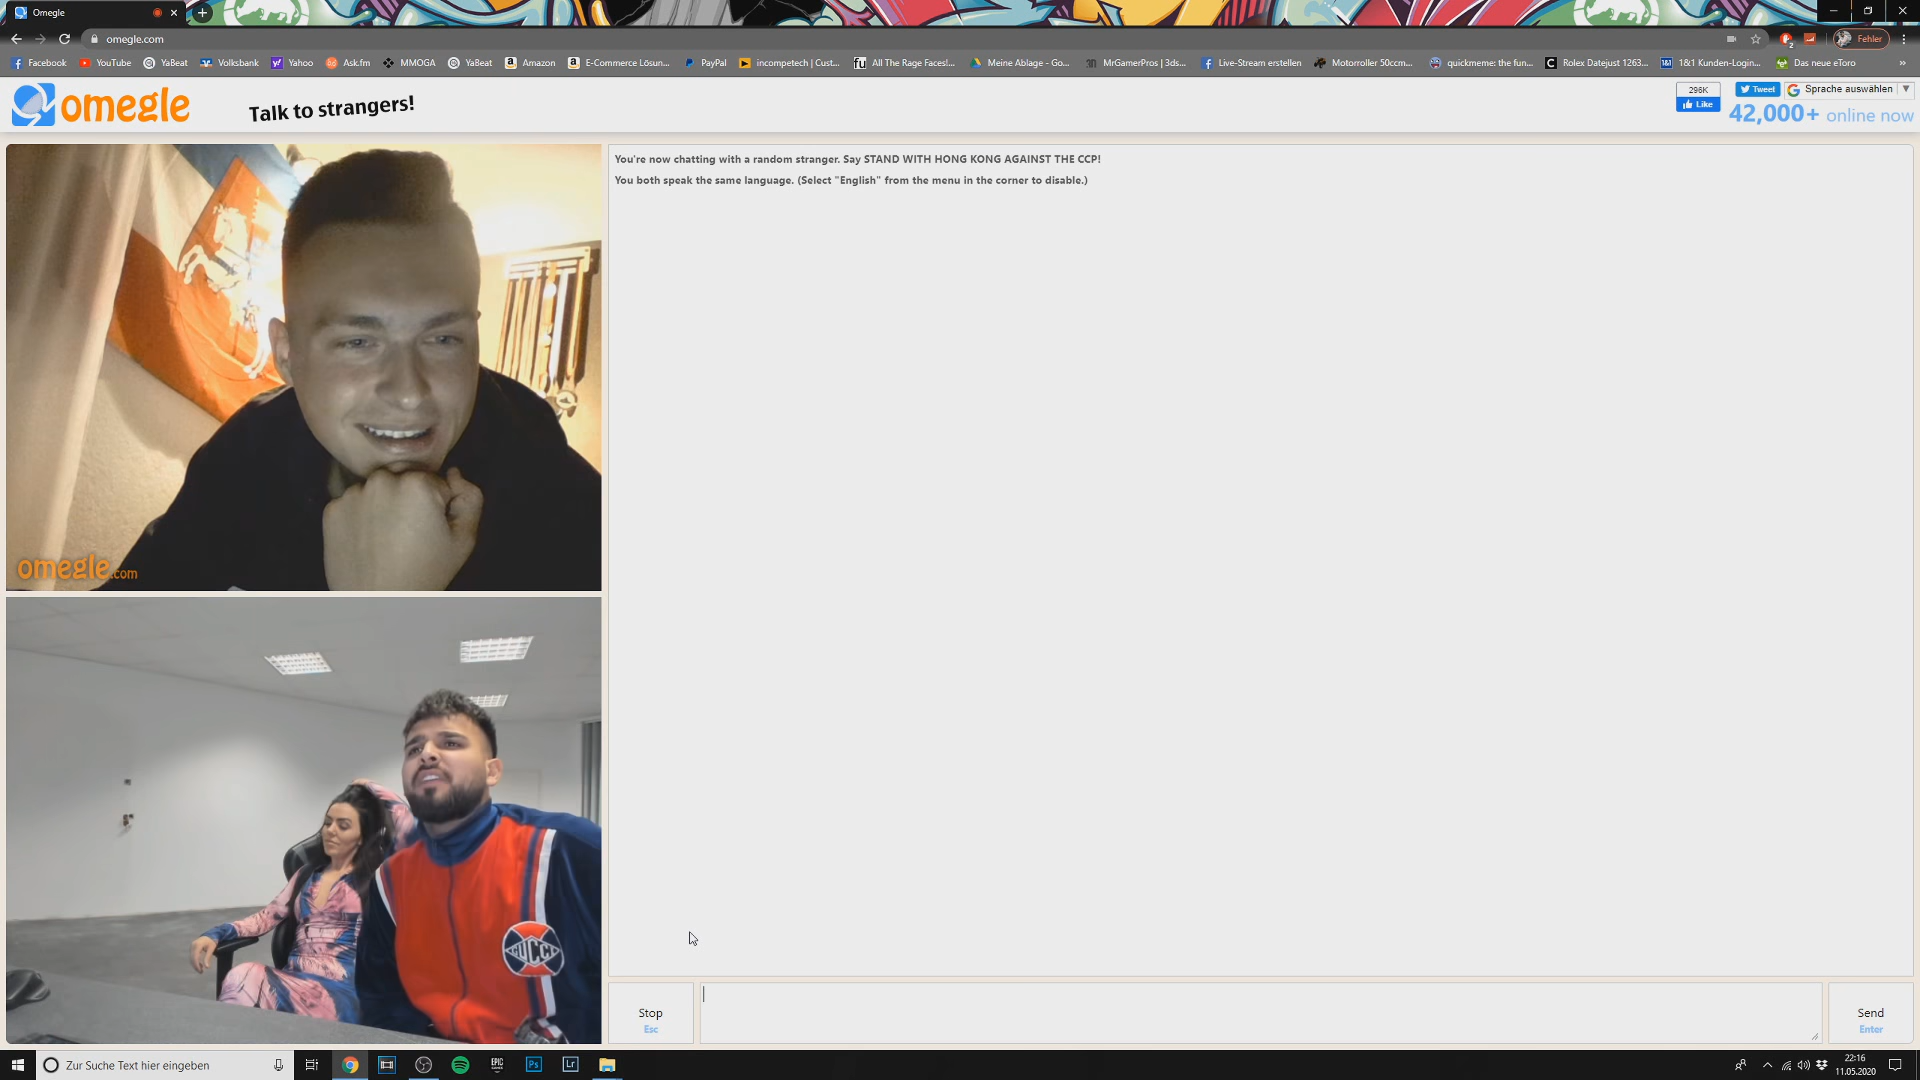 Omegle
omegle.com
Facebook YouTube YaBeat Volksbank Yahoo Ask.fm MMOGA YaBeat Amazon E-Commerce Lösun... PayPal incompetech | Cust... All The Rage Faces!... Meine Ablage - Go... MrGamerPros | 3ds... Live-Stream erstellen Motorroller 50ccm... quickmeme: the fun... Rolex Datejust 1263... 1&1 Kunden-Login... Das neue eToro »
Fehler
omegle
Talk to strangers!
296K
Like
Tweet
Sprache auswählen
42,000+ online now
You're now chatting with a random stranger. Say STAND WITH HONG KONG AGAINST THE CCP!
You both speak the same language. (Select "English" from the menu in the corner to disable.)
omegle.com
GUCCI
Stop
Esc
Send
Enter
Zur Suche Text hier eingeben
EPIC
GAMES
Ps
Lr
22:16
11.05.2020